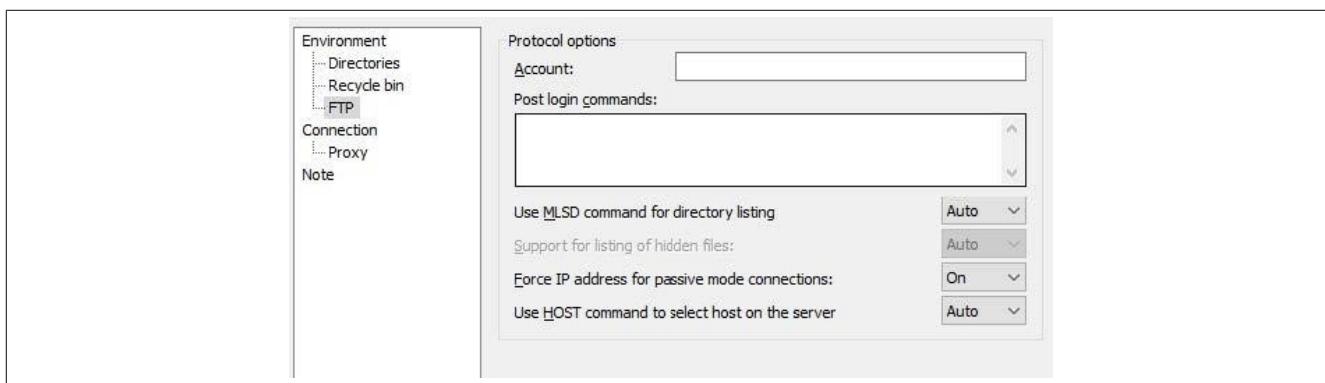 Environment
Directories
Recycle bin
FTP
Connection
Proxy
Note
Protocol options
Account:
Post login commands:
Use MLSD command for directory listing Auto
Support for listing of hidden files: Auto
Force IP address for passive mode connections: On
Use HOST command to select host on the server Auto